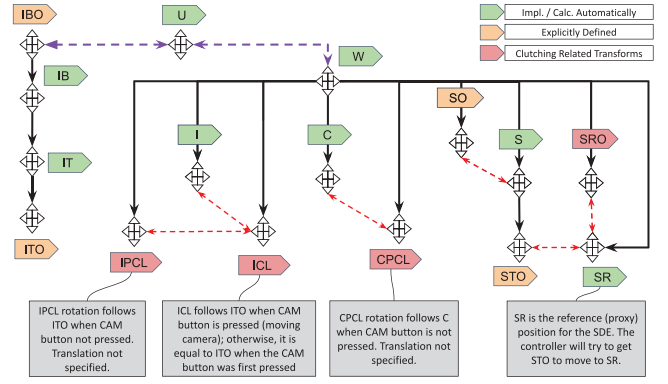 IBO
U
Impl. / Calc. Automatically
Explicitly Defined
W
Clutching Related Transforms
IB
SO
I
C
S
SRO
IT
ITO
IPCL
ICL
CPCL
STO
SR
IPCL rotation follows
ITO when CAM
button not pressed.
Translation not
specified.
ICL follows ITO when CAM
button is pressed (moving
camera); otherwise, it is
equal to ITO when the CAM
button was first pressed
CPCL rotation follows C
when CAM button is not
pressed. Translation not
specified.
SR is the reference (proxy)
position for the SDE. The
controller will try to get
STO to move to SR.